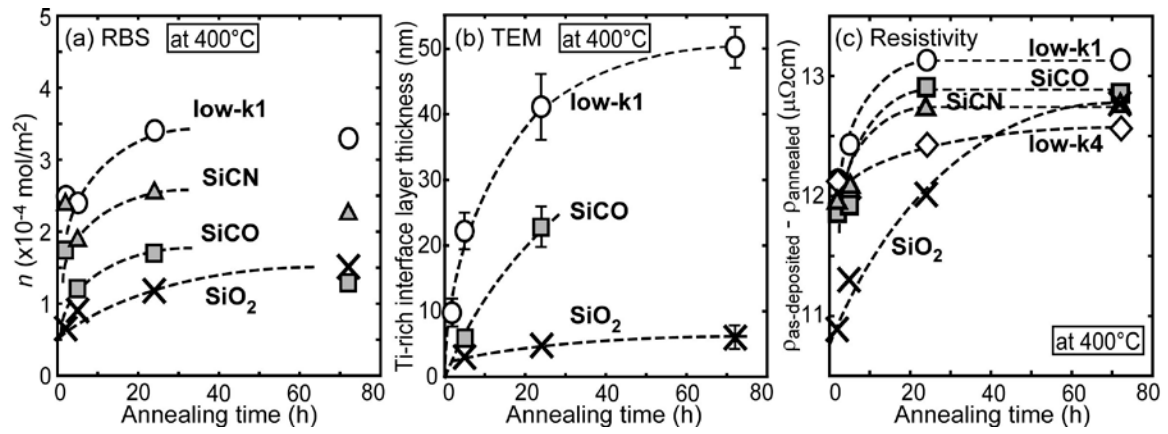 (a) RBS
at 400°C
low-k1
SiCN
SiCO
SiO2
n (x10-4 mol/m2)
5
4
3
2
1
0
0 20 40 60 80
Annealing time (h)
(b) TEM
at 400°C
low-k1
SiCO
SiO2
Ti-rich interface layer thickness (nm)
50
40
30
20
10
0
0 20 40 60 80
Annealing time (h)
(c) Resistivity
low-k1
SiCO
SiCN
low-k4
SiO2
at 400°C
ρas-deposited - ρannealed (μΩcm)
13
12
11
0 20 40 60 80
Annealing time (h)